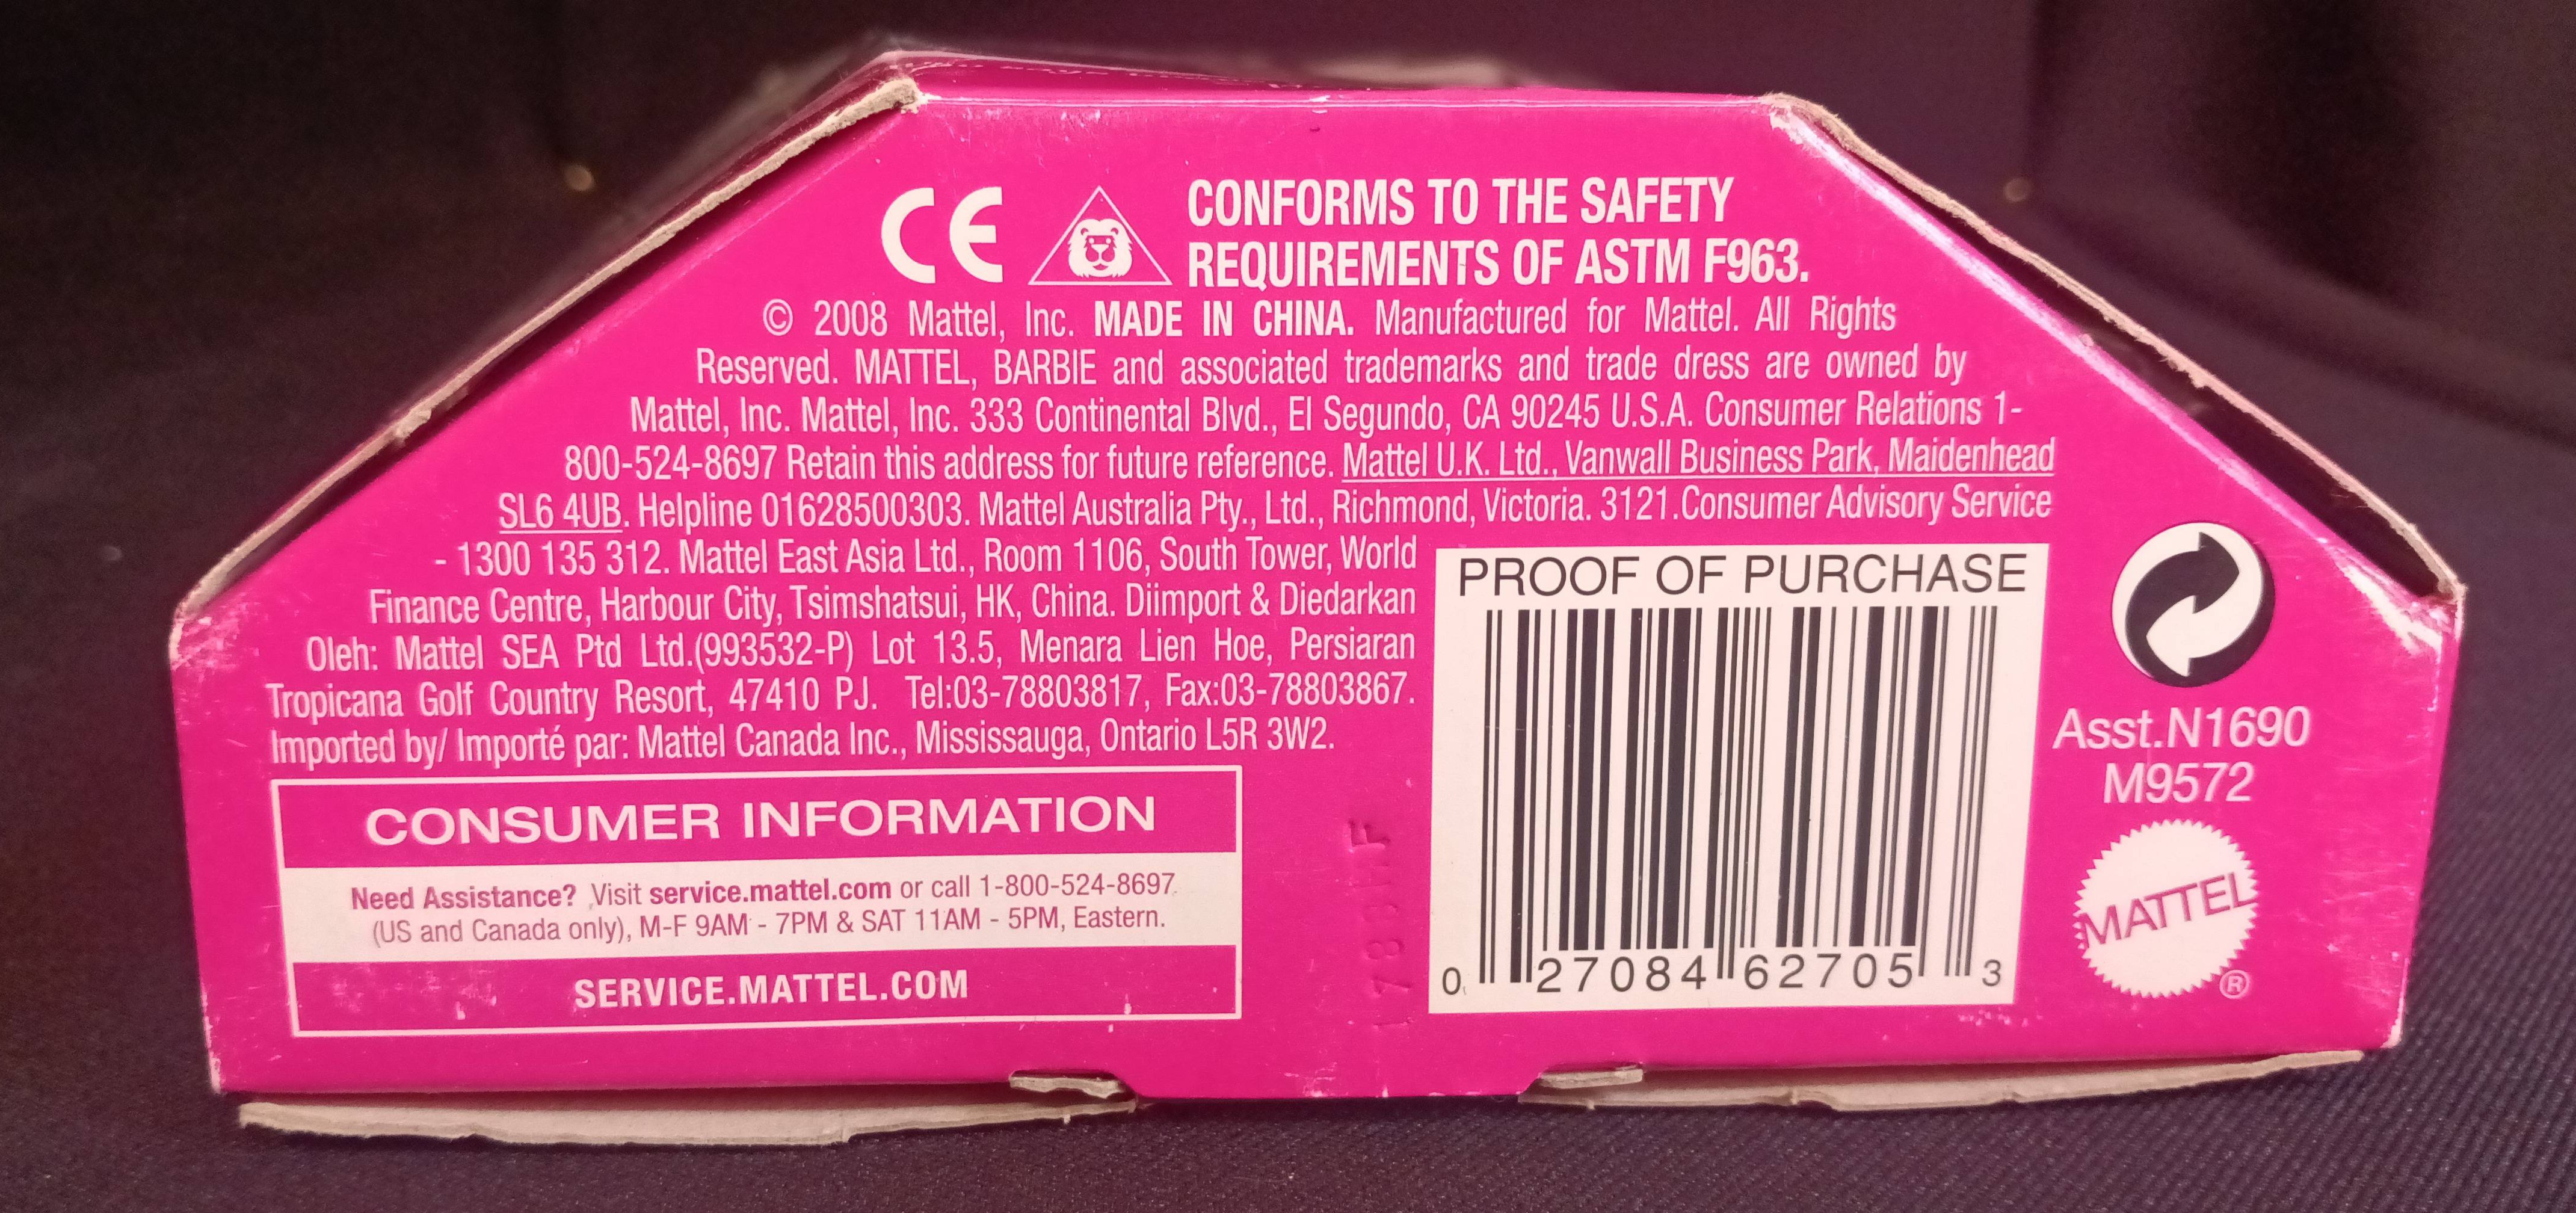 CE
CONFORMS TO THE SAFETY
REQUIREMENTS OF ASTM F963.
© 2008 Mattel, Inc. MADE IN CHINA. Manufactured for Mattel. All Rights
Reserved. MATTEL, BARBIE and associated trademarks and trade dress are owned by
Mattel, Inc. Mattel, Inc. 333 Continental Blvd., El Segundo, CA 90245 U.S.A. Consumer Relations 1-
800-524-8697 Retain this address for future reference. Mattel U.K. Ltd., Vanwall Business Park, Maidenhead
SL6 4UB. Helpline 01628500303. Mattel Australia Pty., Ltd., Richmond, Victoria. 3121.Consumer Advisory Service
- 1300 135 312. Mattel East Asia Ltd., Room 1106, South Tower, World
Finance Centre, Harbour City, Tsimshatsui, HK, China. Diimport & Diedarkan
Oleh: Mattel SEA Ptd Ltd.(993532-P) Lot 13.5, Menara Lien Hoe, Persiaran
Tropicana Golf Country Resort, 47410 PJ. Tel:03-78803817, Fax:03-78803867.
Imported by/ Importé par: Mattel Canada Inc., Mississauga, Ontario L5R 3W2.
CONSUMER INFORMATION
Need Assistance? Visit service.mattel.com or call 1-800-524-8697
(US and Canada only), M-F 9AM - 7PM & SAT 11AM - 5PM, Eastern.
SERVICE.MATTEL.COM
PROOF OF PURCHASE
0 27084 62705 3
Asst.N1690
M9572
MATTEL
®